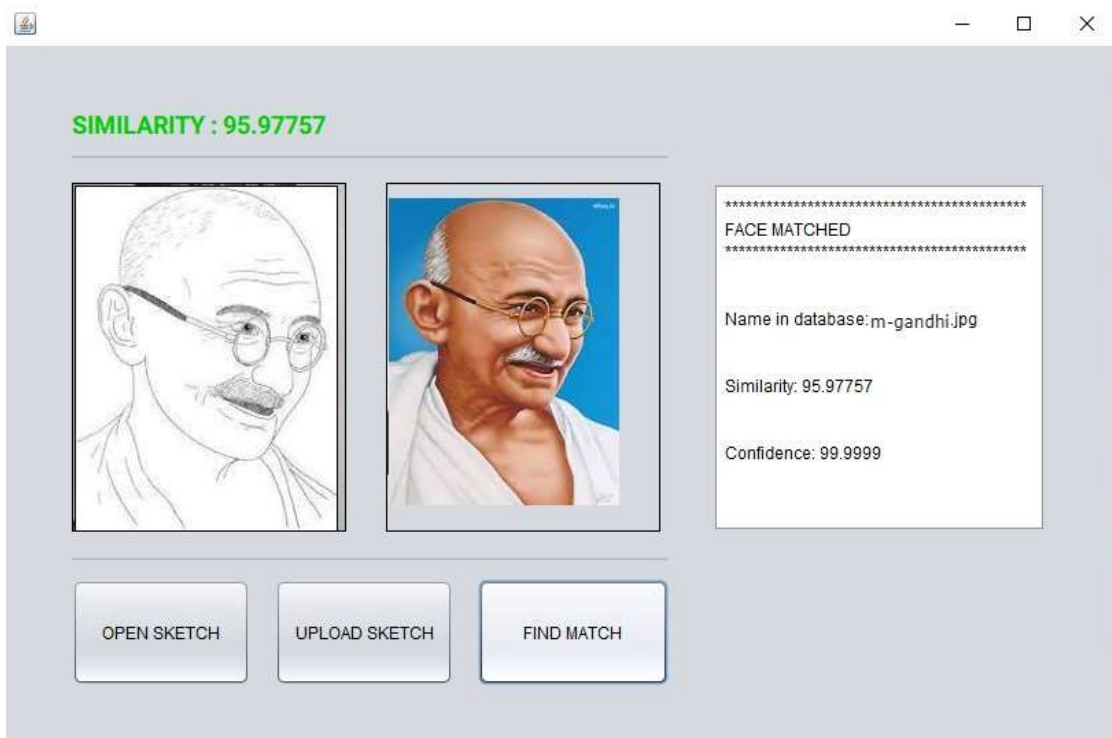 SIMILARITY : 95.97757
*******************************************
FACE MATCHED
*******************************************
Name in database:m-gandhi.jpg
Similarity: 95.97757
Confidence: 99.9999
OPEN SKETCH
UPLOAD SKETCH
FIND MATCH